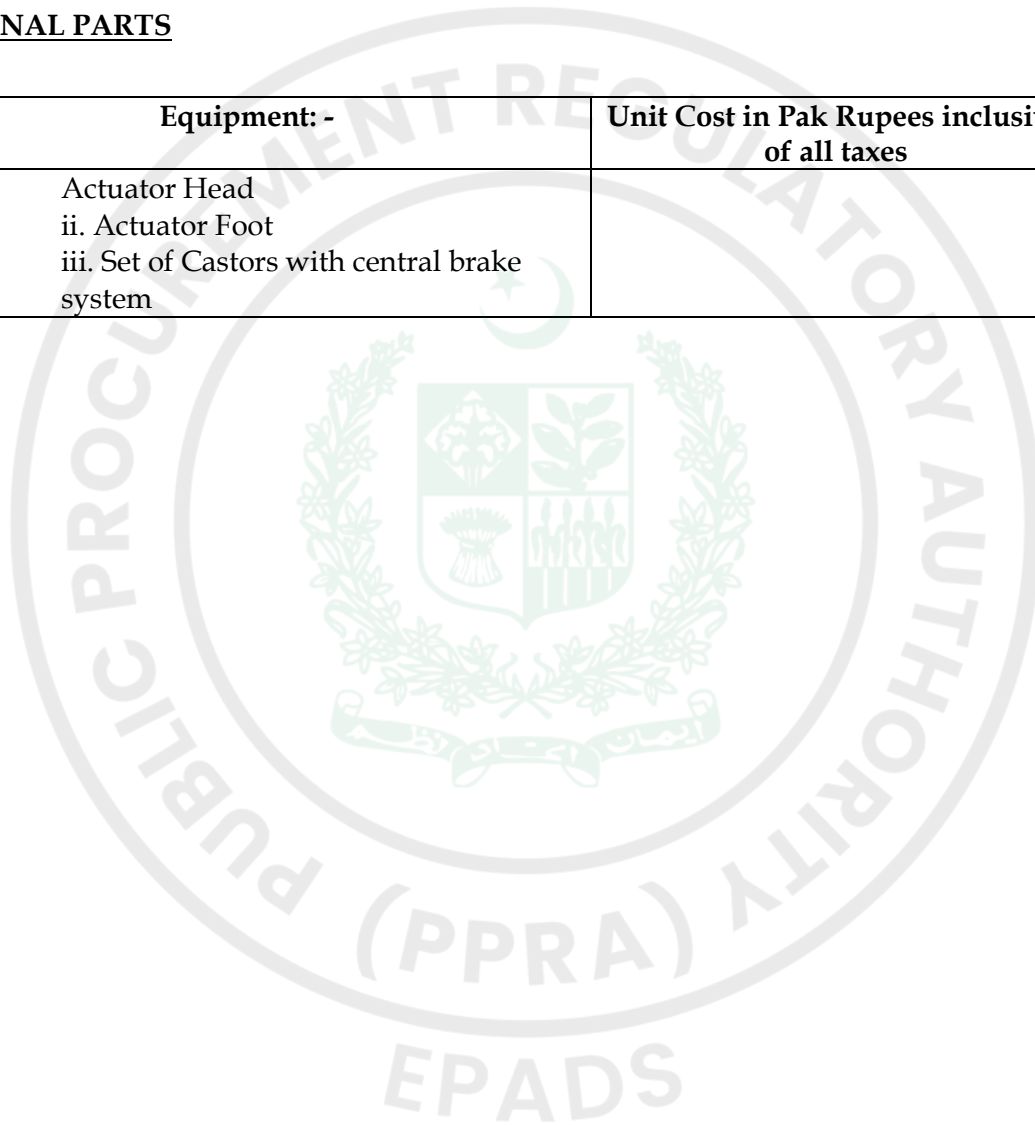 NAL PARTS
Equipment: -
Unit Cost in Pak Rupees inclusi
of all taxes
Actuator Head
ii. Actuator Foot
iii. Set of Castors with central brake
system
PUBLIC PROCUREMENT REGULATORY AUTHORITY
(PPRA)
EPADS